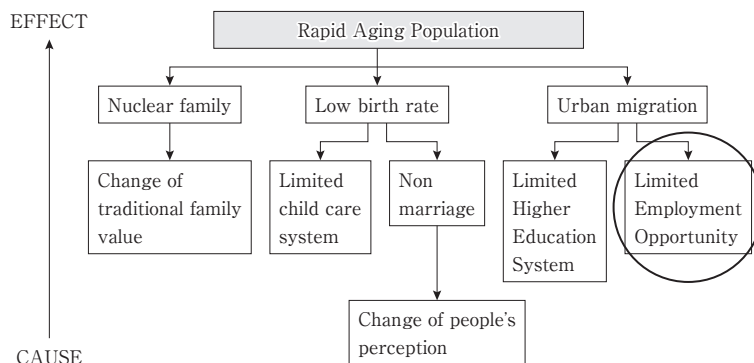 EFFECT
Rapid Aging Population
Nuclear family
Low birth rate
Urban migration
Change of
traditional family
value
Limited
child care
system
Non
marriage
Limited
Higher
Education
System
Limited
Employment
Opportunity
Change of people's
perception
CAUSE